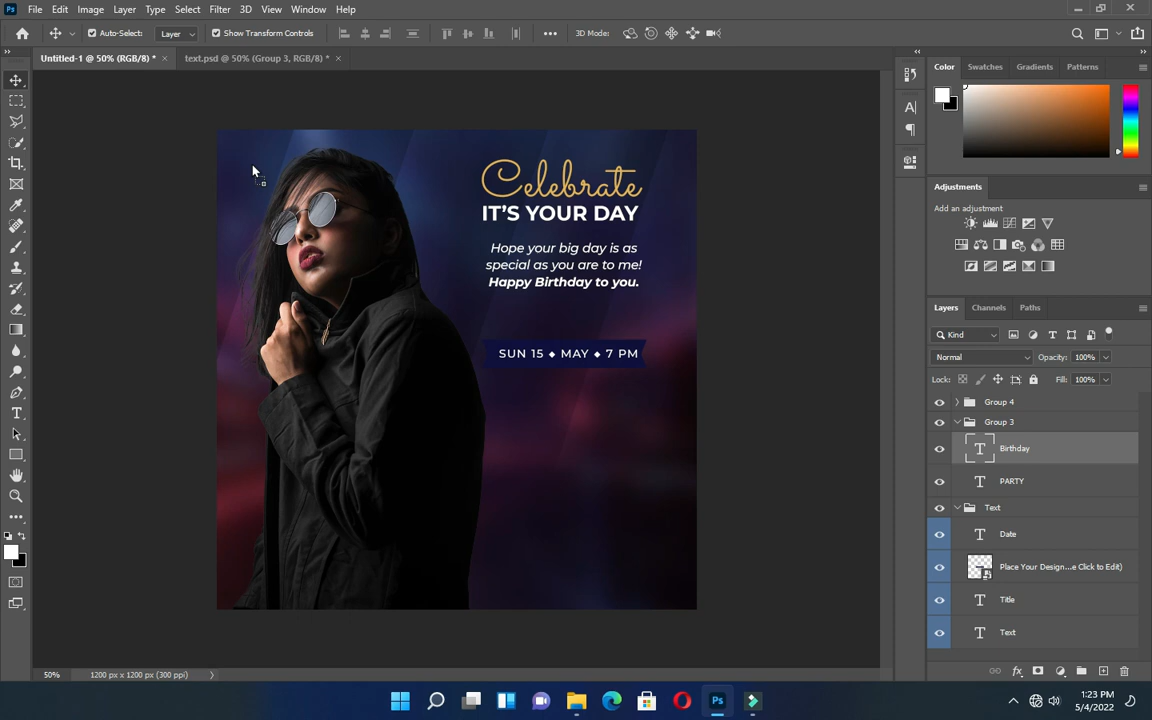 Ps File Edit Image Layer Type Select Filter 3D View Window Help
Auto-Select: Layer Show Transform Controls 3D Mode:
Untitled-1 @ 50% (RGB/8) * × text.psd @ 50% (Group 3, RGB/8) * ×
Celebrate
IT'S YOUR DAY
Hope your big day is as
special as you are to me!
Happy Birthday to you.
SUN 15 ◆ MAY ◆ 7 PM
Color Swatches Gradients Patterns
Adjustments
Add an adjustment
Layers Channels Paths
Kind
Normal Opacity: 100%
Lock: Fill: 100%
Group 4
Group 3
T Birthday
T PARTY
Text
T Date
Place Your Design...e Click to Edit)
T Title
T Text
50% 1200 px x 1200 px (300 ppi)
Ps
1:23 PM
5/4/2022